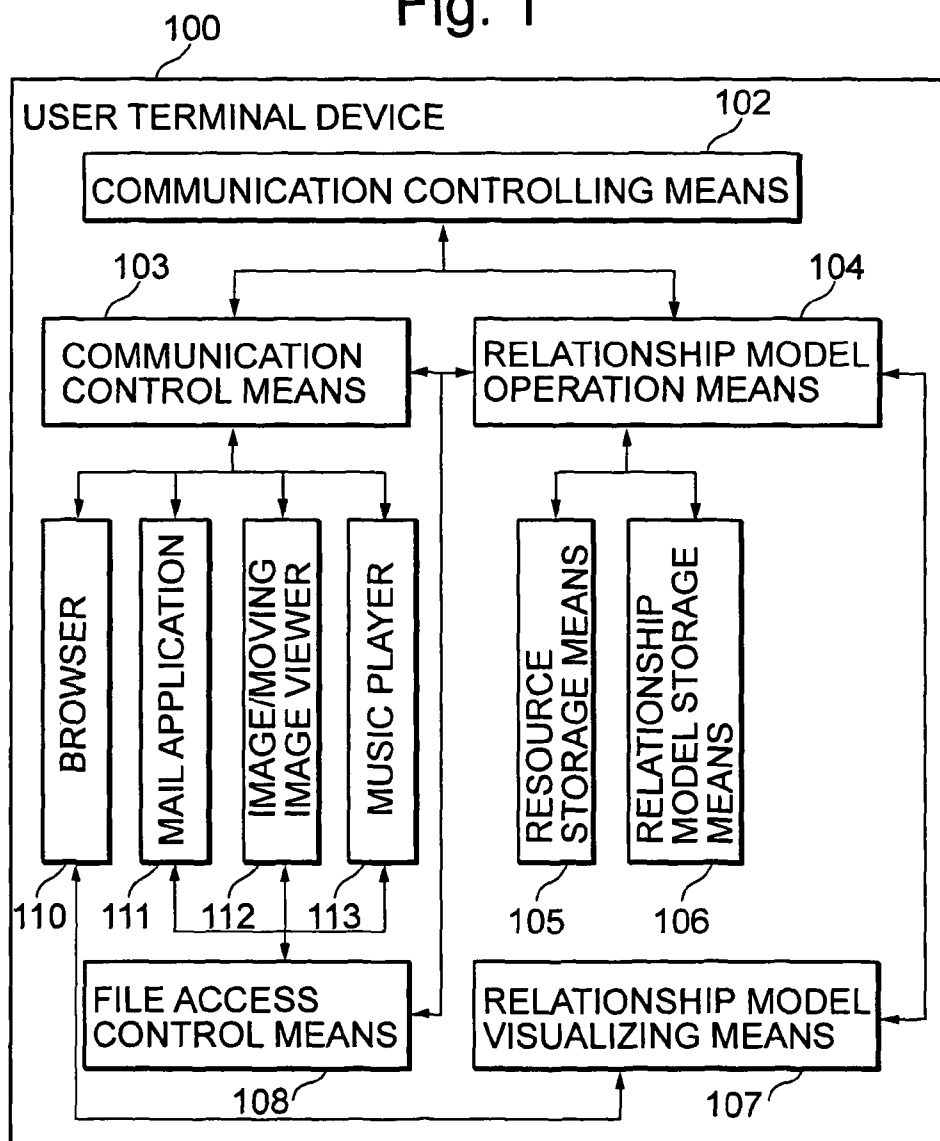 Fig. 1
100
USER TERMINAL DEVICE
102
COMMUNICATION CONTROLLING MEANS
103
104
COMMUNICATION
CONTROL MEANS
RELATIONSHIP MODEL
OPERATION MEANS
BROWSER
MAIL APPLICATION
IMAGE/MOVING
IMAGE VIEWER
MUSIC PLAYER
RESOURCE
STORAGE MEANS
RELATIONSHIP
MODEL STORAGE
MEANS
110
111
112
113
105
106
FILE ACCESS
CONTROL MEANS
RELATIONSHIP MODEL
VISUALIZING MEANS
108
107